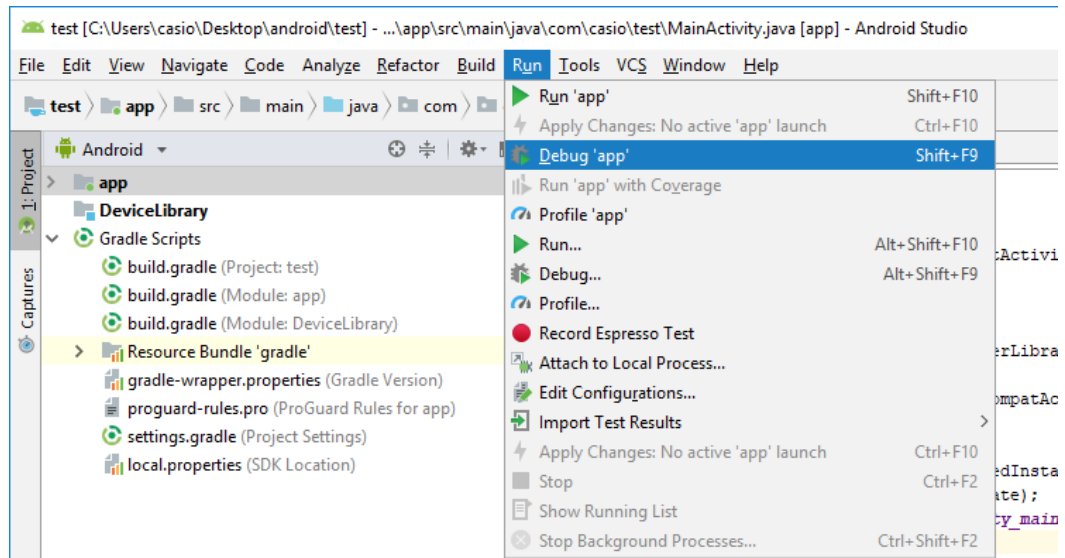 test [C:\Users\casio\Desktop\android\test] - ...\app\src\main\java\com\casio\test\MainActivity.java [app] - Android Studio
File Edit View Navigate Code Analyze Refactor Build Run Tools VCS Window Help
test app src main java com
1: Project
Captures
Android
app
DeviceLibrary
Gradle Scripts
build.gradle (Project: test)
build.gradle (Module: app)
build.gradle (Module: DeviceLibrary)
Resource Bundle 'gradle'
gradle-wrapper.properties (Gradle Version)
proguard-rules.pro (ProGuard Rules for app)
settings.gradle (Project Settings)
local.properties (SDK Location)
Run 'app' Shift+F10
Apply Changes: No active 'app' launch Ctrl+F10
Debug 'app' Shift+F9
Run 'app' with Coverage
Profile 'app'
Run... Alt+Shift+F10
Debug... Alt+Shift+F9
Profile...
Record Espresso Test
Attach to Local Process...
Edit Configurations...
Import Test Results
Apply Changes: No active 'app' launch Ctrl+F10
Stop Ctrl+F2
Show Running List
Stop Background Processes... Ctrl+Shift+F2
tActivi
erLibra
ompatAc
edInsta
ate);
ty_main